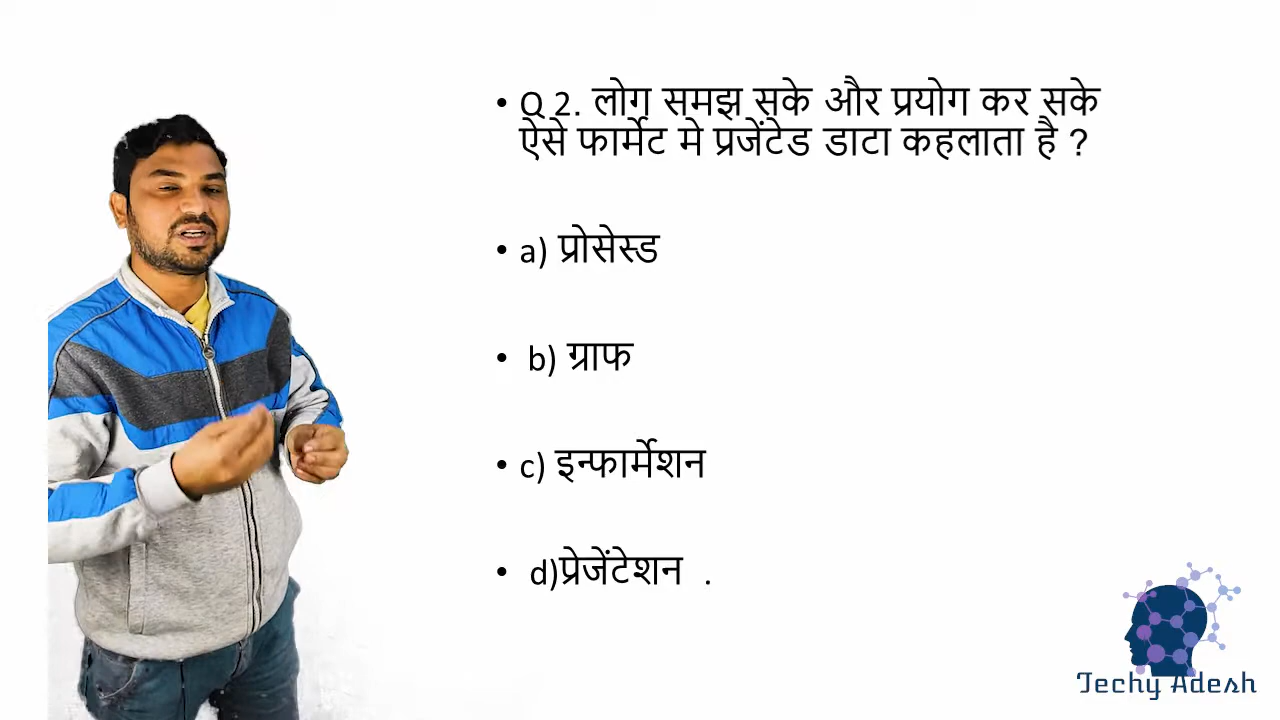 • Q 2. लोग समझ सके और प्रयोग कर सके
ऐसे फार्मेट मे प्रजेंटेड डाटा कहलाता है ?
• a) प्रोसेस्ड
• b) ग्राफ
• c) इन्फार्मेशन
• d)प्रेजेंटेशन .
Techy Adesh